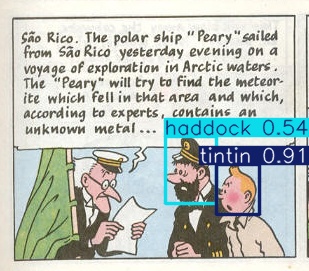 São Rico. The polar ship "Peary" sailed
from São Rico yesterday evening on a
voyage of exploration in Arctic waters.
The "Peary" will try to find the meteor-
ite which fell in that area and which,
according to experts, contains an
unknown metal...
haddock 0.54
tintin 0.91